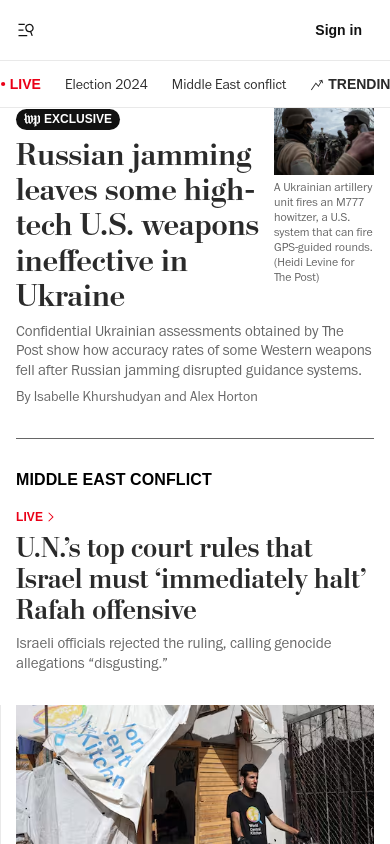 Sign in
LIVE
Election 2024
Middle East conflict
TRENDIN
wp EXCLUSIVE
Russian jamming
leaves some high-
tech U.S. weapons
ineffective in
Ukraine
A Ukrainian artillery
unit fires an M777
howitzer, a U.S.
system that can fire
GPS-guided rounds.
(Heidi Levine for
The Post)
Confidential Ukrainian assessments obtained by The
Post show how accuracy rates of some Western weapons
fell after Russian jamming disrupted guidance systems.
By Isabelle Khurshudyan and Alex Horton
MIDDLE EAST CONFLICT
LIVE
U.N.’s top court rules that
Israel must ‘immediately halt’
Rafah offensive
Israeli officials rejected the ruling, calling genocide
allegations “disgusting.”
World
Central
Kitchen